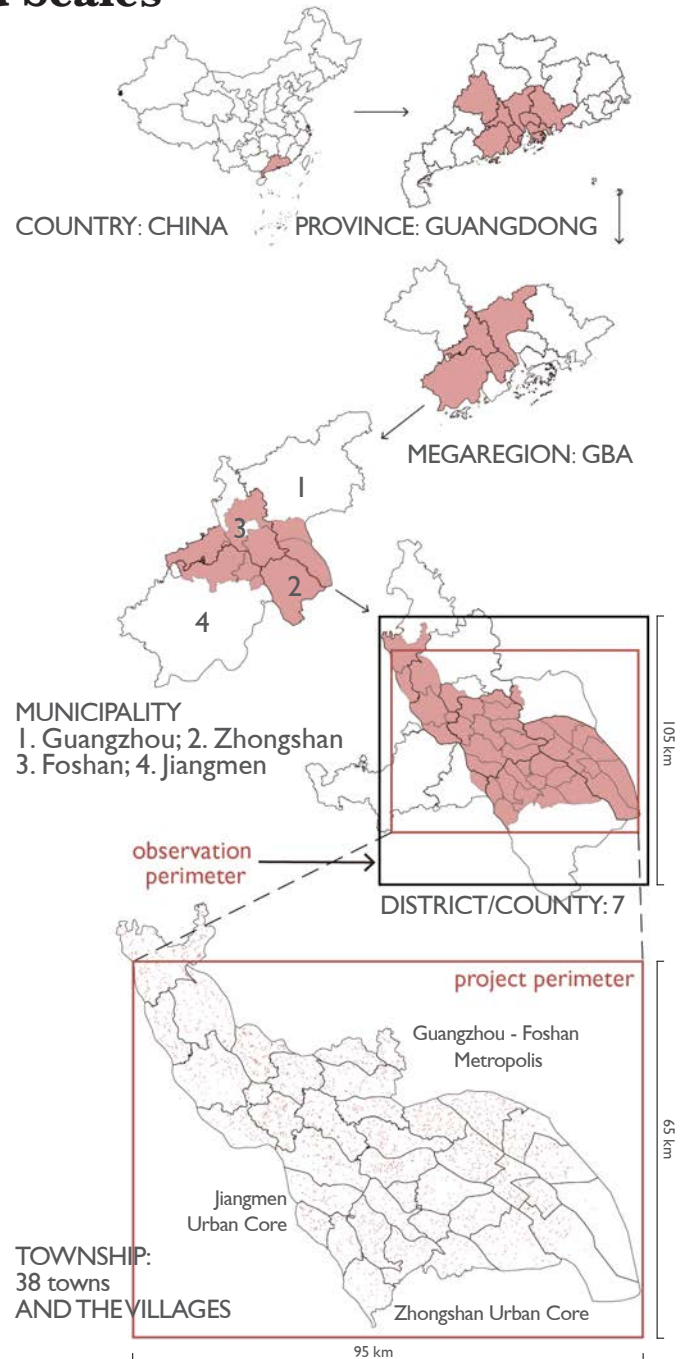 Scales
COUNTRY: CHINA
PROVINCE: GUANGDONG
MEGAREGION: GBA
1
3
2
4
MUNICIPALITY
1. Guangzhou; 2. Zhongshan
3. Foshan; 4. Jiangmen
105 km
observation
perimeter
DISTRICT/COUNTY: 7
project perimeter
Guangzhou - Foshan
Metropolis
65 km
Jiangmen
Urban Core
TOWNSHIP:
38 towns
AND THE VILLAGES
Zhongshan Urban Core
95 km